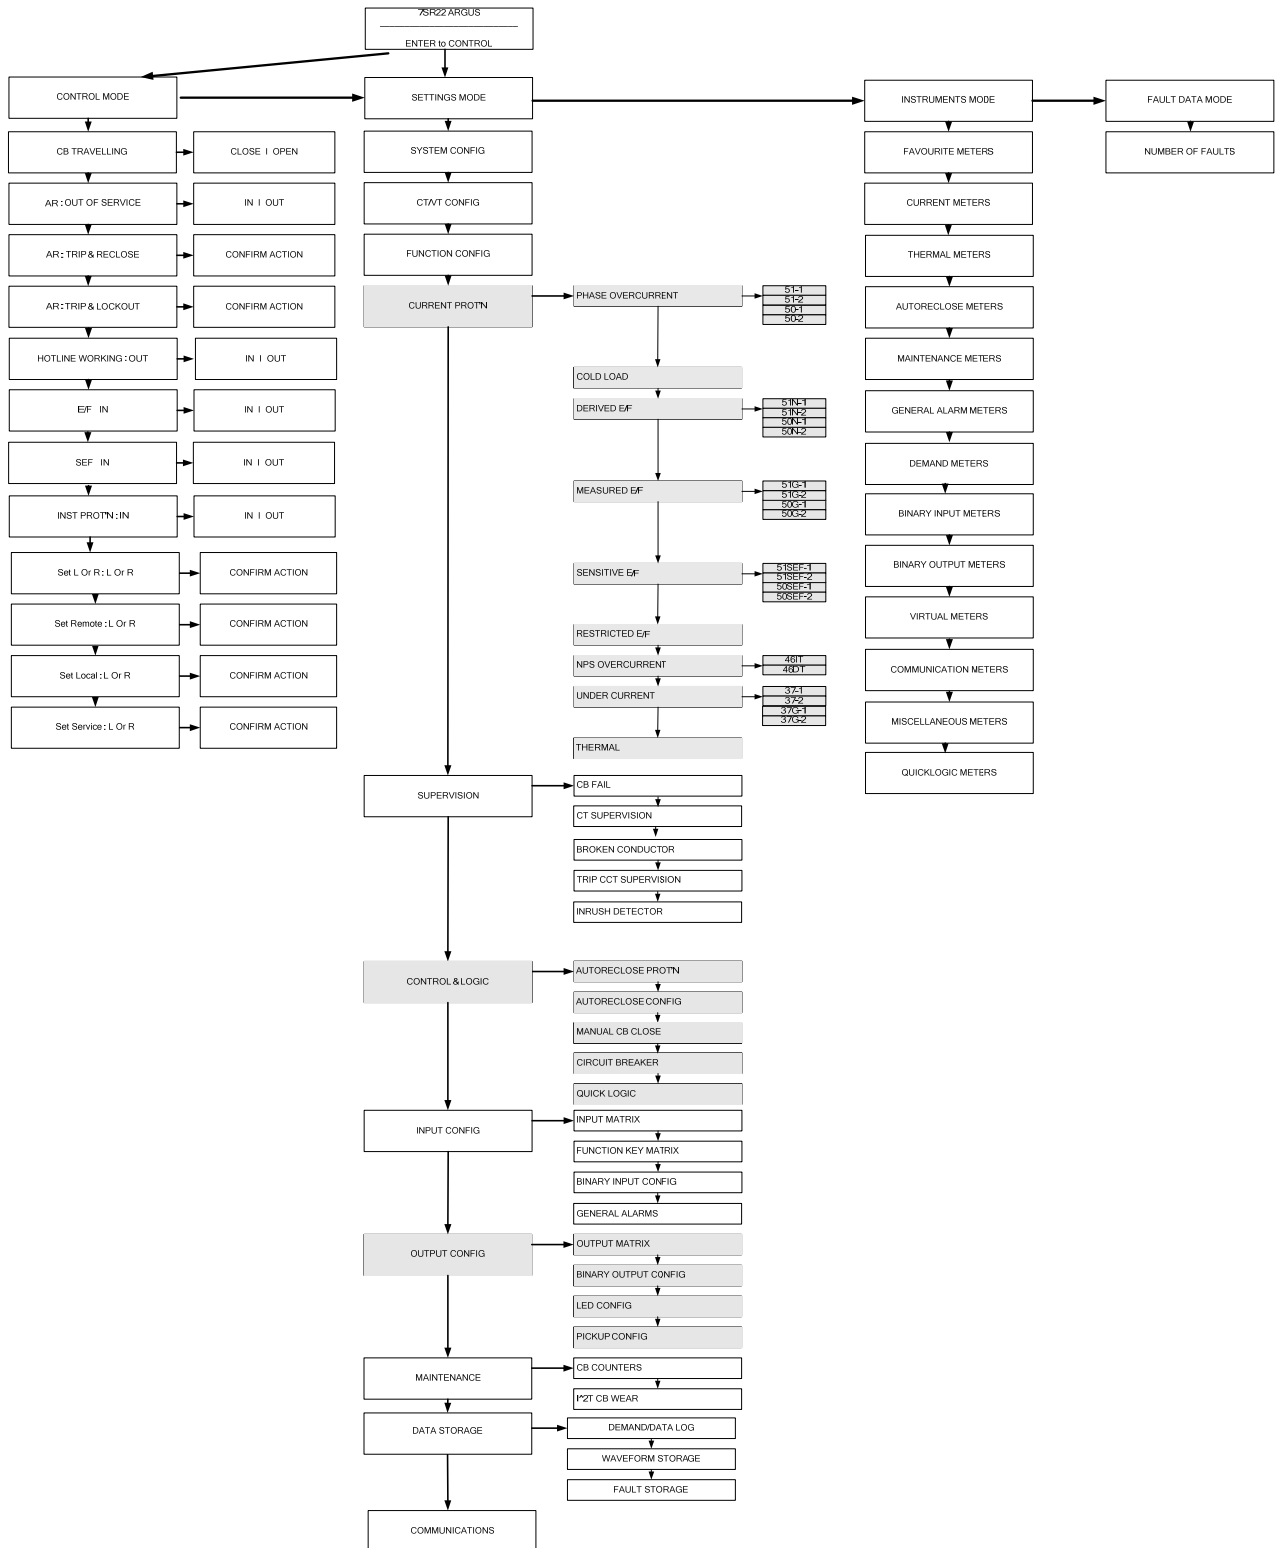 7SR22 ARGUS
ENTER to CONTROL
CONTROL MODE
SETTINGS MODE
INSTRUMENTS MODE
FAULT DATA MODE
CB TRAVELLING
CLOSE | OPEN
AR : OUT OF SERVICE
IN | OUT
AR : TRIP & RECLOSE
CONFIRM ACTION
AR : TRIP & LOCKOUT
CONFIRM ACTION
HOTLINE WORKING : OUT
IN | OUT
E/F IN
IN | OUT
SEF IN
IN | OUT
INST PROT'N : IN
IN | OUT
Set L Or R : L Or R
CONFIRM ACTION
Set Remote : L Or R
CONFIRM ACTION
Set Local : L Or R
CONFIRM ACTION
Set Service : L Or R
CONFIRM ACTION
SYSTEM CONFIG
CT/VT CONFIG
FUNCTION CONFIG
CURRENT PROT'N
PHASE OVERCURRENT
51-1
51-2
50-1
50-2
COLD LOAD
DERIVED E/F
51N-1
51N-2
50N-1
50N-2
MEASURED E/F
51G-1
51G-2
50G-1
50G-2
SENSITIVE E/F
51SEF-1
51SEF-2
50SEF-1
50SEF-2
RESTRICTED E/F
NPS OVERCURRENT
46IT
46DT
UNDER CURRENT
37-1
37-2
37G-1
37G-2
THERMAL
SUPERVISION
CB FAIL
CT SUPERVISION
BROKEN CONDUCTOR
TRIP CCT SUPERVISION
INRUSH DETECTOR
CONTROL & LOGIC
AUTORECLOSE PROT'N
AUTORECLOSE CONFIG
MANUAL CB CLOSE
CIRCUIT BREAKER
QUICK LOGIC
INPUT CONFIG
INPUT MATRIX
FUNCTION KEY MATRIX
BINARY INPUT CONFIG
GENERAL ALARMS
OUTPUT CONFIG
OUTPUT MATRIX
BINARY OUTPUT CONFIG
LED CONFIG
PICKUP CONFIG
MAINTENANCE
CB COUNTERS
I^2T CB WEAR
DATA STORAGE
DEMAND/DATA LOG
WAVEFORM STORAGE
FAULT STORAGE
COMMUNICATIONS
FAVOURITE METERS
CURRENT METERS
THERMAL METERS
AUTORECLOSE METERS
MAINTENANCE METERS
GENERAL ALARM METERS
DEMAND METERS
BINARY INPUT METERS
BINARY OUTPUT METERS
VIRTUAL METERS
COMMUNICATION METERS
MISCELLANEOUS METERS
QUICKLOGIC METERS
NUMBER OF FAULTS